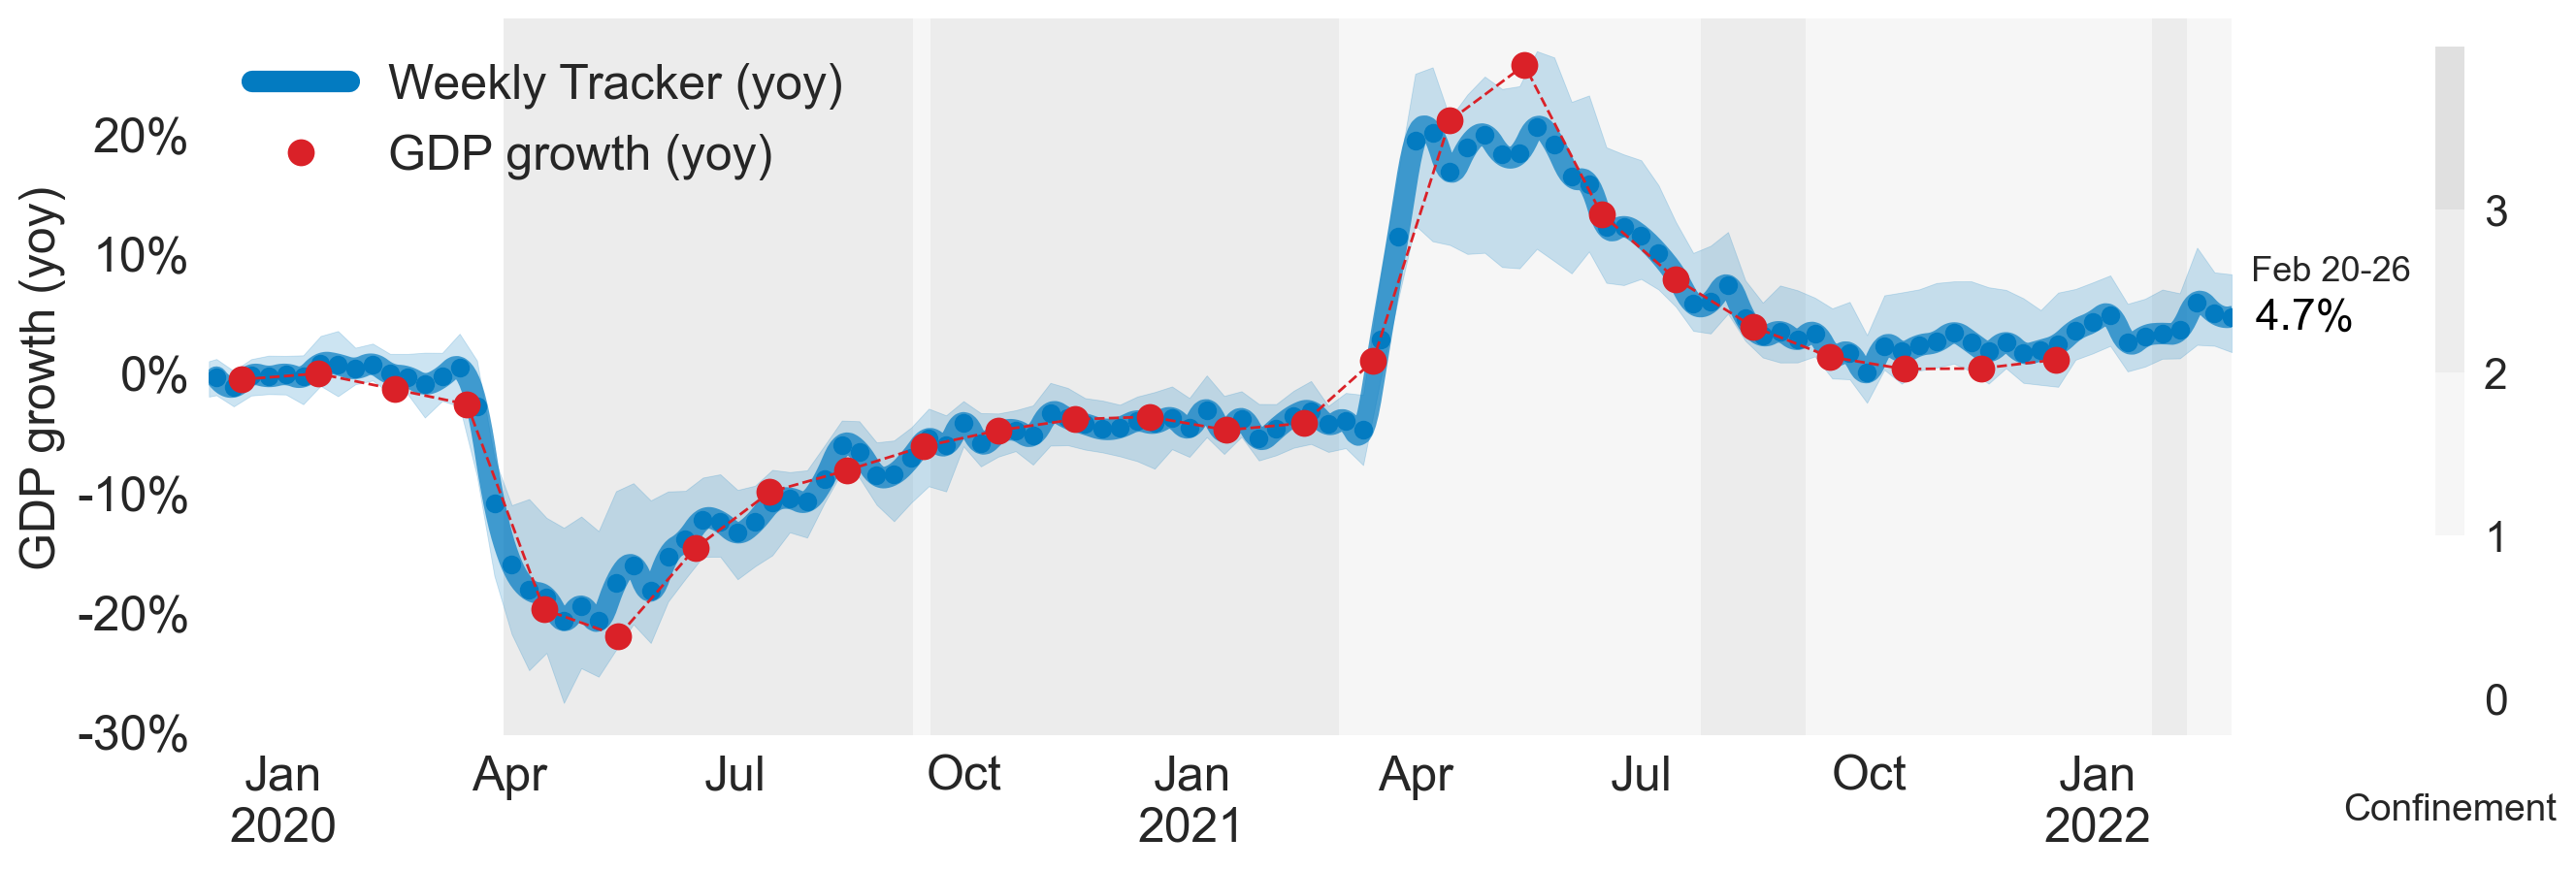 Weekly Tracker (yoy)
GDP growth (yoy)
GDP growth (yoy)
20%
10%
0%
-10%
-20%
-30%
Jan
2020
Apr
Jul
Oct
Jan
2021
Apr
Jul
Oct
Jan
2022
Feb 20-26
4.7%
3
2
1
0
Confinement